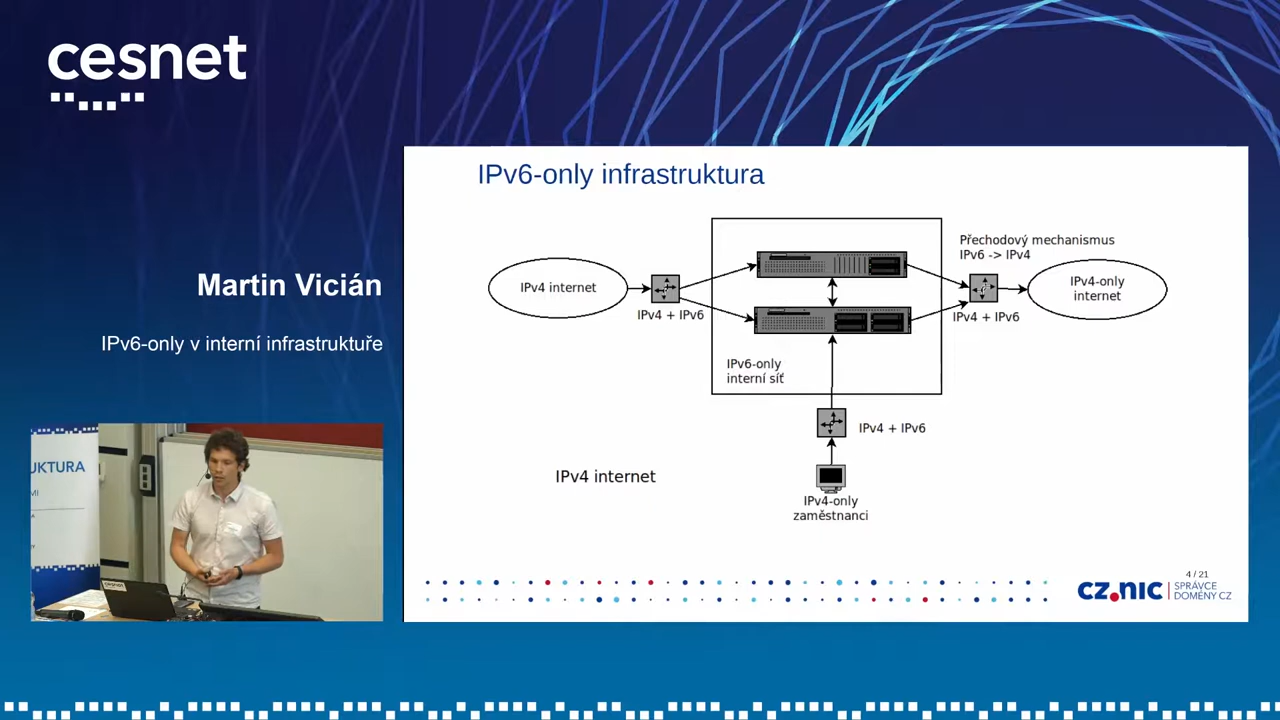 cesnet
Martin Vicián
IPv6-only v interní infrastruktuře
UKTURA
cesnet
IPv6-only infrastruktura
IPv4 internet
IPv4 + IPv6
IPv6-only
interní síť
Přechodový mechanismus
IPv6 -> IPv4
IPv4 + IPv6
IPv4-only
internet
IPv4 + IPv6
IPv4 internet
IPv4-only
zaměstnanci
4 / 21
CZ.NIC
SPRÁVCE
DOMÉNY CZ